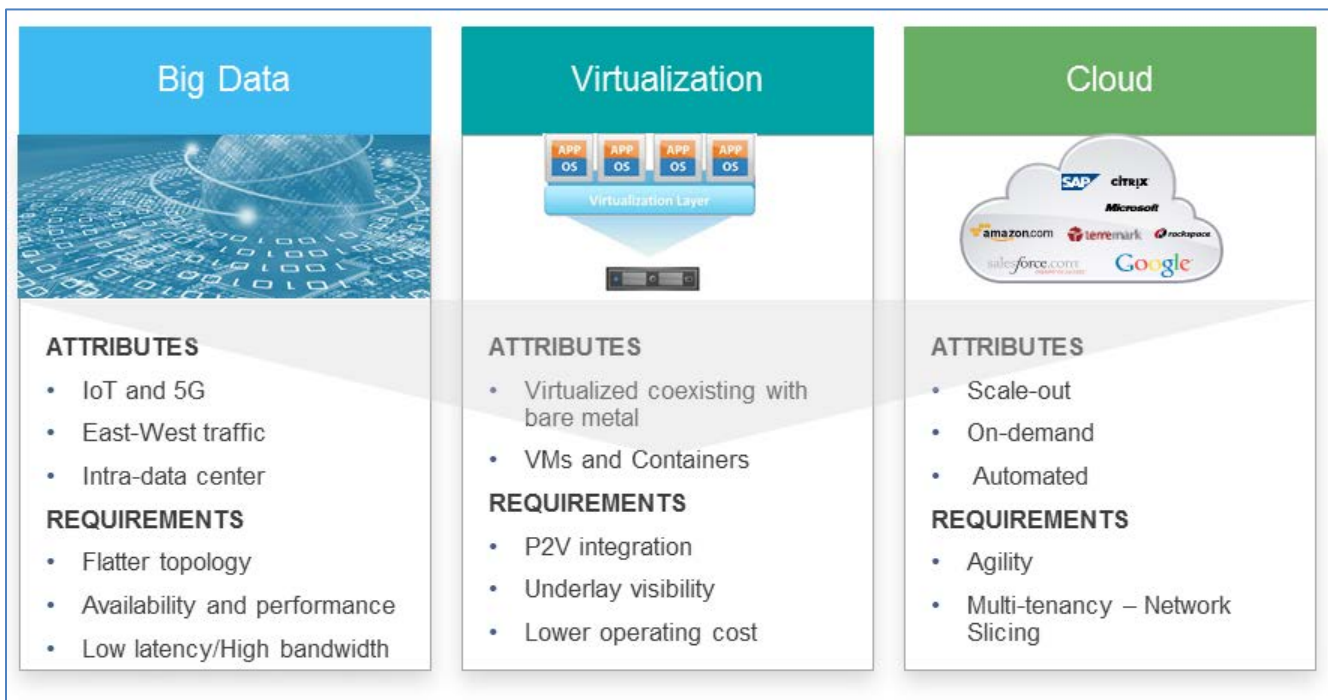 Big Data
ATTRIBUTES
• IoT and 5G
• East-West traffic
• Intra-data center
REQUIREMENTS
• Flatter topology
• Availability and performance
• Low latency/High bandwidth
Virtualization
APP APP APP APP
OS OS OS OS
Virtualization Layer
ATTRIBUTES
• Virtualized coexisting with
bare metal
• VMs and Containers
REQUIREMENTS
• P2V integration
• Underlay visibility
• Lower operating cost
Cloud
SAP CITRIX
Microsoft
amazon.com terremark rackspace
salesforce.com Google
ATTRIBUTES
• Scale-out
• On-demand
• Automated
REQUIREMENTS
• Agility
• Multi-tenancy – Network
Slicing